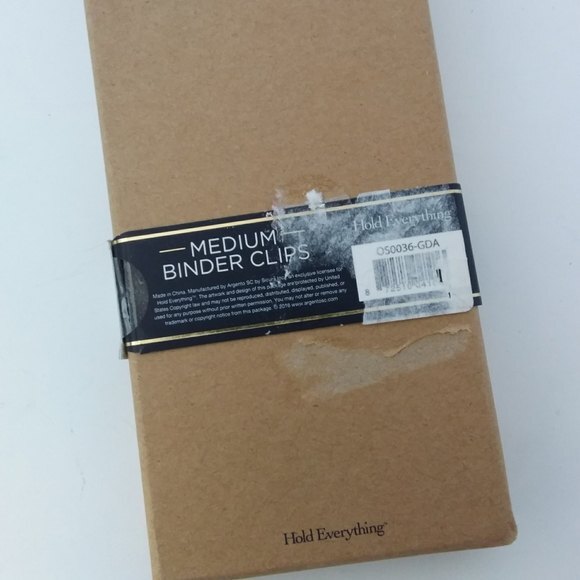 Hold Everything™
OS0036-GDA
MEDIUM
BINDER CLIPS
Made in China. Manufactured by Argento SC by Sicura Inc., an exclusive licensee for
Hold Everything™. The artwork and design of this package are protected by United
States Copyright law and may not be reproduced, distributed, displayed, published, or
used for any purpose without prior written permission. You may not alter or remove any
trademark or copyright notice from this package. © 2016 www.argentosc.com
Hold Everything™